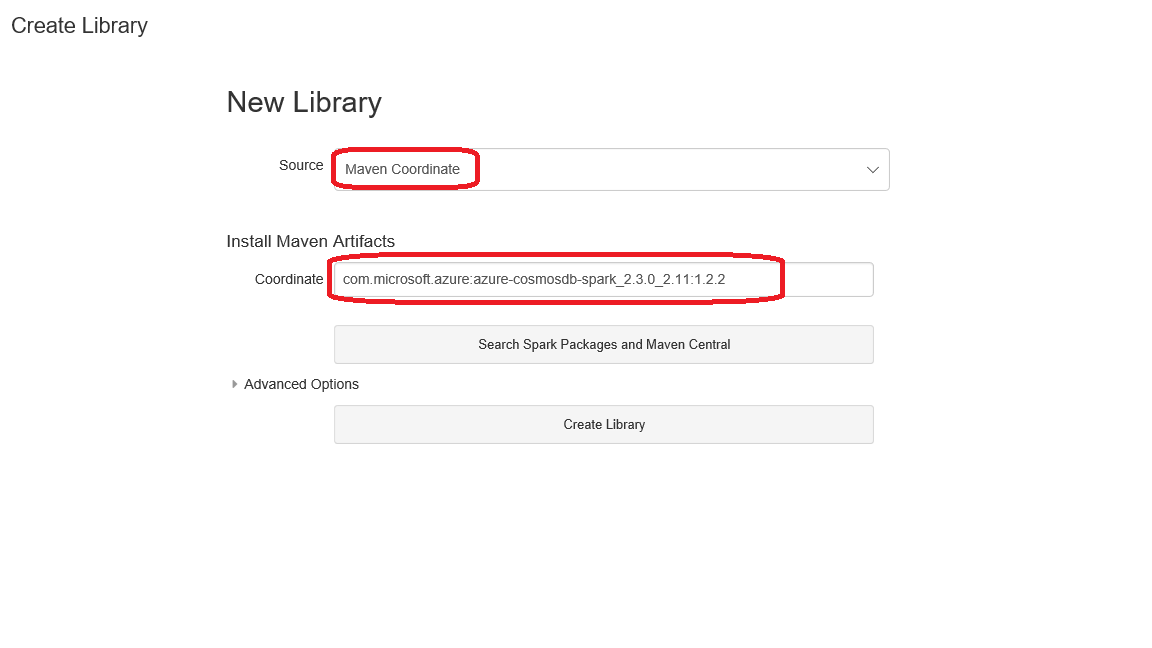 Create Library
New Library
Source Maven Coordinate
Install Maven Artifacts
Coordinate com.microsoft.azure:azure-cosmosdb-spark_2.3.0_2.11:1.2.2
Search Spark Packages and Maven Central
Advanced Options
Create Library